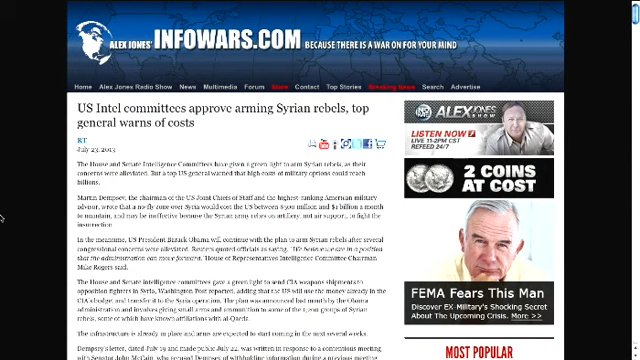 ALEX JONES' INFOWARS.COM BECAUSE THERE IS A WAR ON FOR YOUR MIND
Home Alex Jones Radio Show News Multimedia Forum Store Contact Top Stories Breaking News Search Advertise
US Intel committees approve arming Syrian rebels, top
general warns of costs
RT
July 23, 2013
The House and Senate Intelligence Committees have given a green light to arm Syrian rebels, as their
concerns were alleviated. But a top US general warned that high costs of military options could reach
billions.
Martin Dempsey, the chairman of the US Joint Chiefs of Staff and the highest-ranking American military
advisor, wrote that a no-fly zone over Syria would cost the US between $500 million and $1 billion a month
to maintain, and may be ineffective because the Syrian army relies on artillery, not air support, to fight the
insurrection
In the meantime, US President Barack Obama will continue with the plan to arm Syrian rebels after several
congressional concerns were alleviated. Reuters quoted officials as saying. "We believe we are in a position
that the administration can move forward," House of Representatives Intelligence Committee Chairman
Mike Rogers said.
The House and Senate intelligence committees gave a green light to send CIA weapons shipments to
opposition fighters in Syria, Washington Post reported, adding that the US will use the money already in the
CIA's budget and transfer it to the Syria operation. The plan was announced last month by the Obama
administration and involves giving small arms and ammunition to some of the 1,200 groups of Syrian
rebels, some of which have known affiliations with Al-Qaeda.
The infrastructure is already in place and arms are expected to start coming in the next several weeks.
Dempsey's letter, dated July 19 and made public July 22, was written in response to a contentious meeting
with Senator John McCain, who accused Dempsey of withholding information during a previous meeting
ALEX JONES
SHOW
LISTEN NOW
LIVE 11-2PM CST
REFEED 24/7
2 COINS
AT COST
FEMA Fears This Man
Discover EX-Military's Shocking Secret
About The Upcoming Crisis. More >>
MOST POPULAR